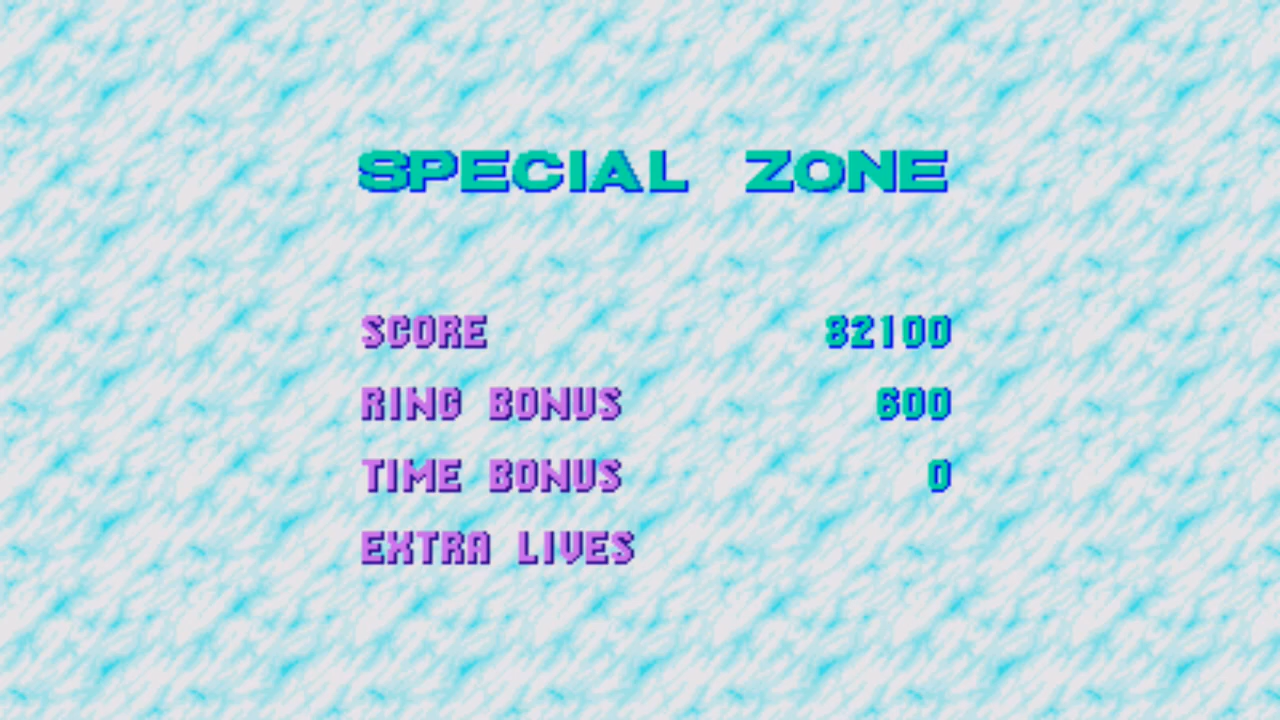 SPECIAL ZONE
SCORE 82100
RING BONUS 600
TIME BONUS 0
EXTRA LIVES